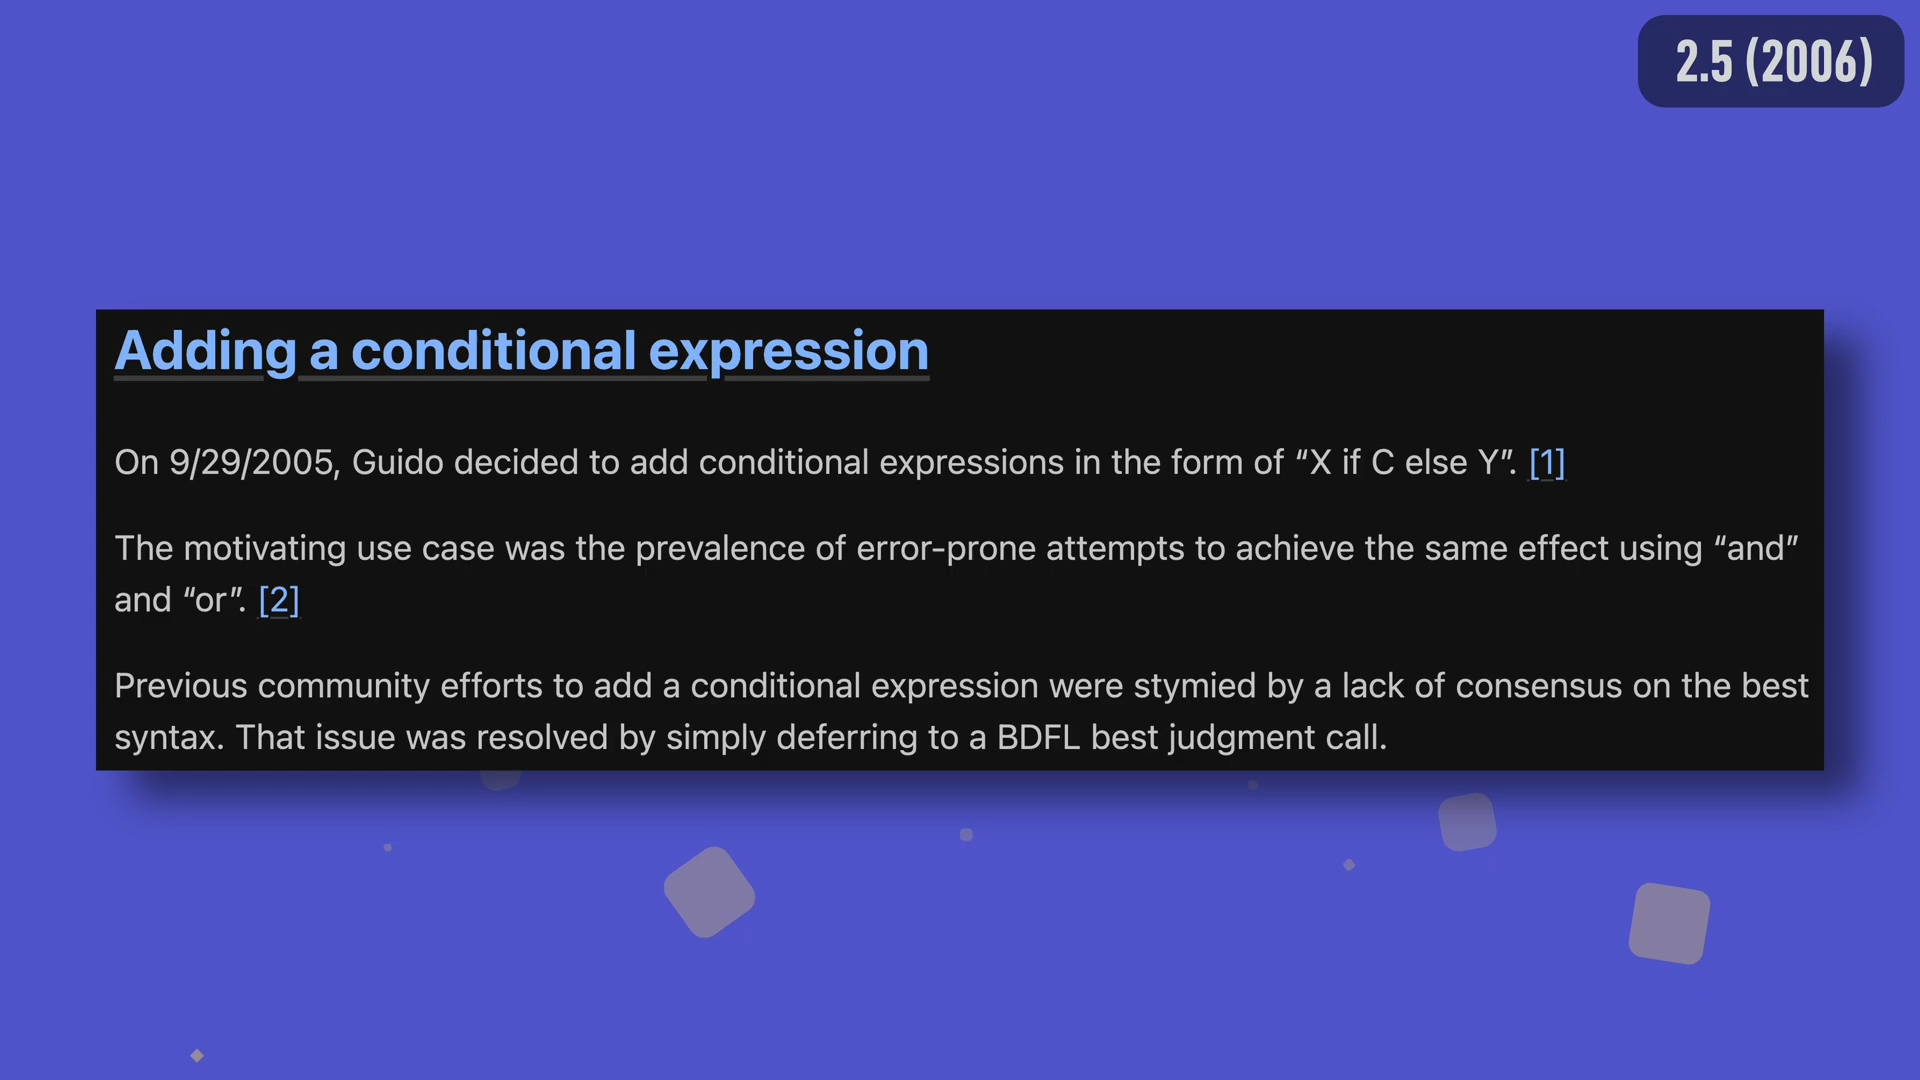 2.5 (2006)
Adding a conditional expression
On 9/29/2005, Guido decided to add conditional expressions in the form of “X if C else Y”. [1]
The motivating use case was the prevalence of error-prone attempts to achieve the same effect using “and”
and “or”. [2]
Previous community efforts to add a conditional expression were stymied by a lack of consensus on the best
syntax. That issue was resolved by simply deferring to a BDFL best judgment call.